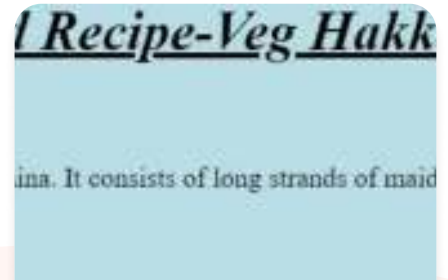 Recipe-Veg Hakk
ina. It consists of long strands of maid